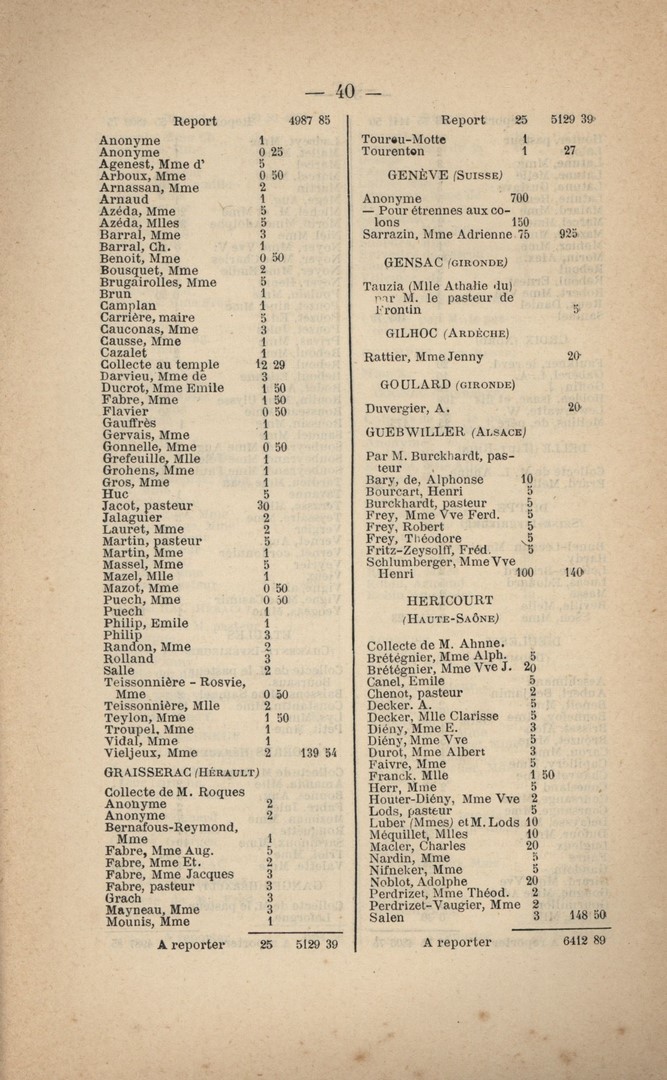 — 40 —
Report 4987 85
Anonyme 1
Anonyme 0 25
Agenest, Mme d' 5
Arboux, Mme 0 50
Arnassan, Mme 2
Arnaud 1
Azéda, Mme 5
Azéda, Mlles 5
Barral, Mme 3
Barral, Ch. 1
Benoit, Mme 0 50
Bousquet, Mme 2
Brugairolles, Mme 5
Brun 1
Camplan 1
Carrière, maire 5
Cauconas, Mme 3
Causse, Mme 1
Cazalet 1
Collecte au temple 12 29
Darvieu, Mme de 3
Ducrot, Mme Emile 1 50
Fabre, Mme 1 50
Flavier 0 50
Gauffrès 1
Gervais, Mme 1
Gonnelle, Mme 0 50
Grefeuille, Mlle 1
Grohens, Mme 1
Gros, Mme 1
Huc 5
Jacot, pasteur 30
Jalaguier 2
Lauret, Mme 2
Martin, pasteur 5
Martin, Mme 1
Massel, Mme 5
Mazel, Mlle 1
Mazot, Mme 0 50
Puech, Mme 0 50
Puech 1
Philip, Emile 1
Philip 3
Randon, Mme 2
Rolland 3
Salle 2
Teissonnière - Rosvie,
Mme 0 50
Teissonnière, Mlle 2
Teylon, Mme 1 50
Troupel, Mme 1
Vidal, Mme 1
Vieljeux, Mme 2 139 54
GRAISSERAC (HÉRAULT)
Collecte de M. Roques
Anonyme 2
Anonyme 2
Bernafous-Reymond,
Mme 1
Fabre, Mme Aug. 5
Fabre, Mme Et. 2
Fabre, Mme Jacques 3
Fabre, pasteur 3
Grach 3
Mayneau, Mme 3
Mounis, Mme 1
A reporter 25 5129 39
Report 25 5129 39
Toureu-Motte 1
Tourenton 1 27
GENÈVE (SUISSE)
Anonyme 700
— Pour étrennes aux co-
lons 150
Sarrazin, Mme Adrienne 75 925
GENSAC (GIRONDE)
Tauzia (Mlle Athalie du)
par M. le pasteur de
Frontin 5
GILHOC (ARDÈCHE)
Rattier, Mme Jenny 20
GOULARD (GIRONDE)
Duvergier, A. 20
GUEBWILLER (ALSACE)
Par M. Burckhardt, pas-
teur
Bary, de, Alphonse 10
Bourcart, Henri 5
Burckhardt, pasteur 5
Frey, Mme Vve Ferd. 5
Frey, Robert 5
Frey, Théodore 5
Fritz-Zeysolff, Fréd. 5
Schlumberger, Mme Vve
Henri 100 140
HERICOURT
(HAUTE-SAÔNE)
Collecte de M. Ahnne.
Brétégnier, Mme Alph. 5
Brétégnier, Mme Vve J. 20
Canel, Emile 5
Chenot, pasteur 2
Decker. A. 5
Decker, Mlle Clarisse 5
Diény, Mme E. 3
Diény, Mme Vve 5
Durot, Mme Albert 3
Faivre, Mme 5
Franck. Mlle 1 50
Herr, Mme 5
Houter-Diény, Mme Vve 2
Lods, pasteur 5
Luber (Mmes) et M. Lods 10
Méquillet, Mlles 10
Macler, Charles 20
Nardin, Mme 5
Nifneker, Mme 5
Noblot, Adolphe 20
Perdrizet, Mme Théod. 2
Perdrizet-Vaugier, Mme 2
Salen 3 148 50
A reporter 6412 89